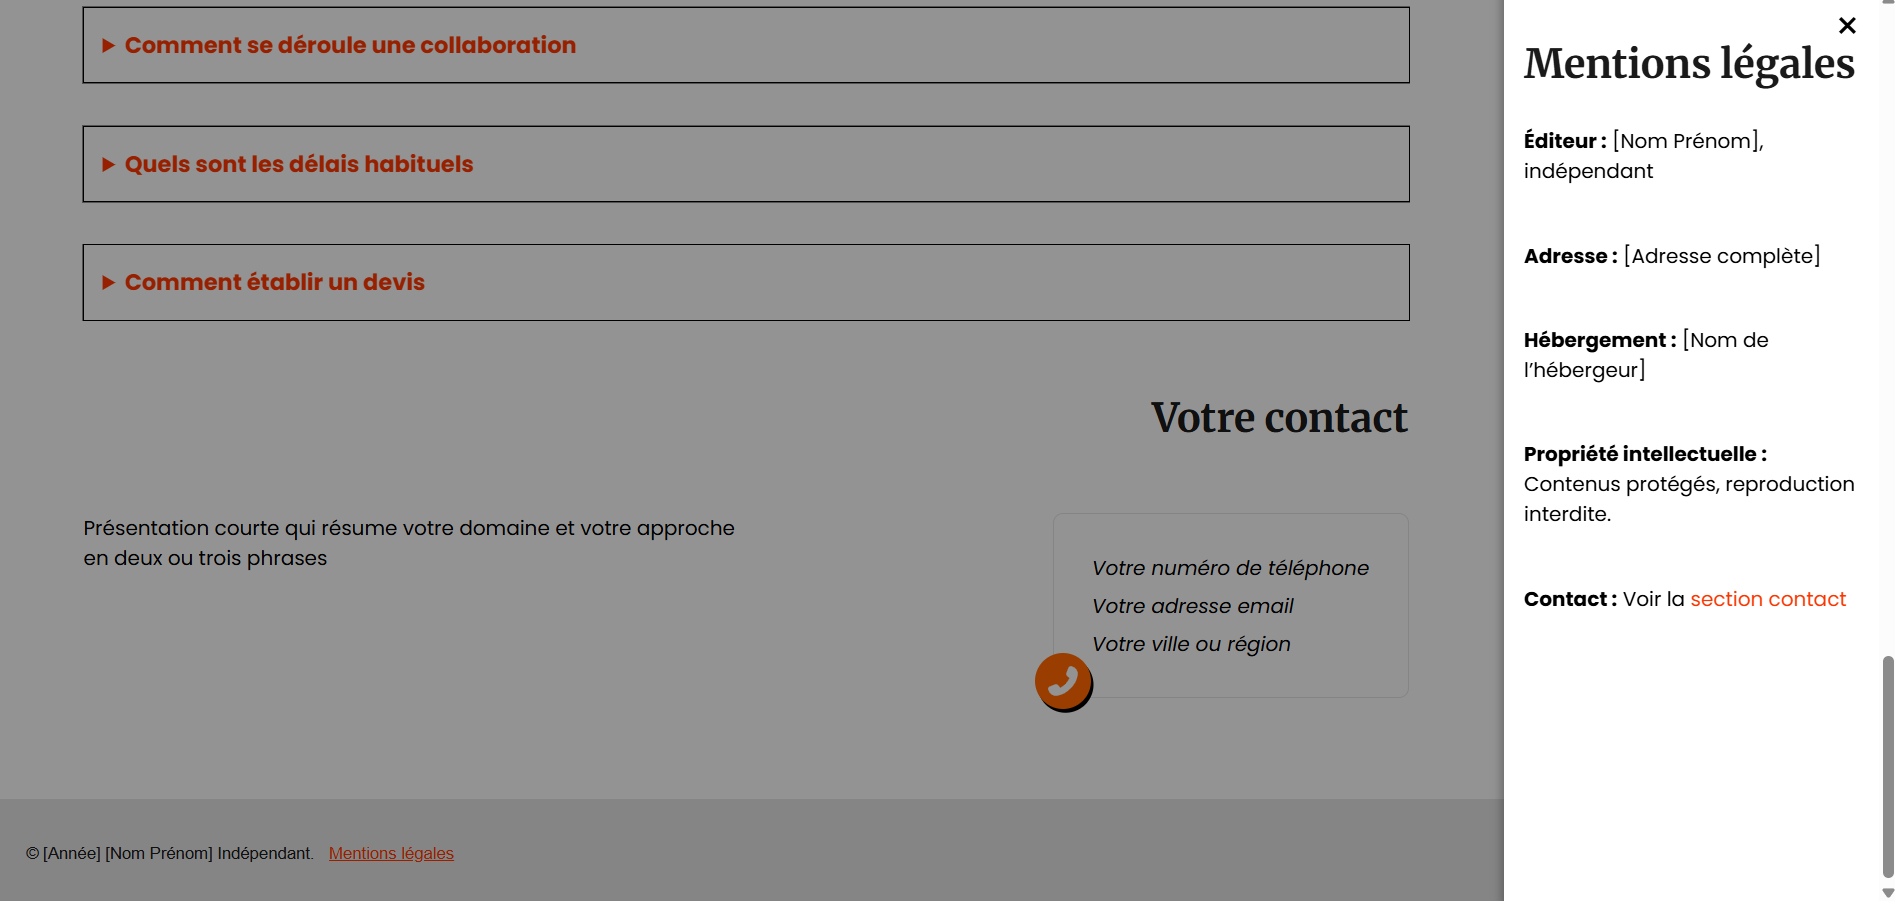 Comment se déroule une collaboration
Quels sont les délais habituels
Comment établir un devis
Votre contact
Présentation courte qui résume votre domaine et votre approche
en deux ou trois phrases
Votre numéro de téléphone
Votre adresse email
Votre ville ou région
© [Année] [Nom Prénom] Indépendant. Mentions légales
Mentions légales
Éditeur : [Nom Prénom],
indépendant
Adresse : [Adresse complète]
Hébergement : [Nom de
l’hébergeur]
Propriété intellectuelle :
Contenus protégés, reproduction
interdite.
Contact : Voir la section contact